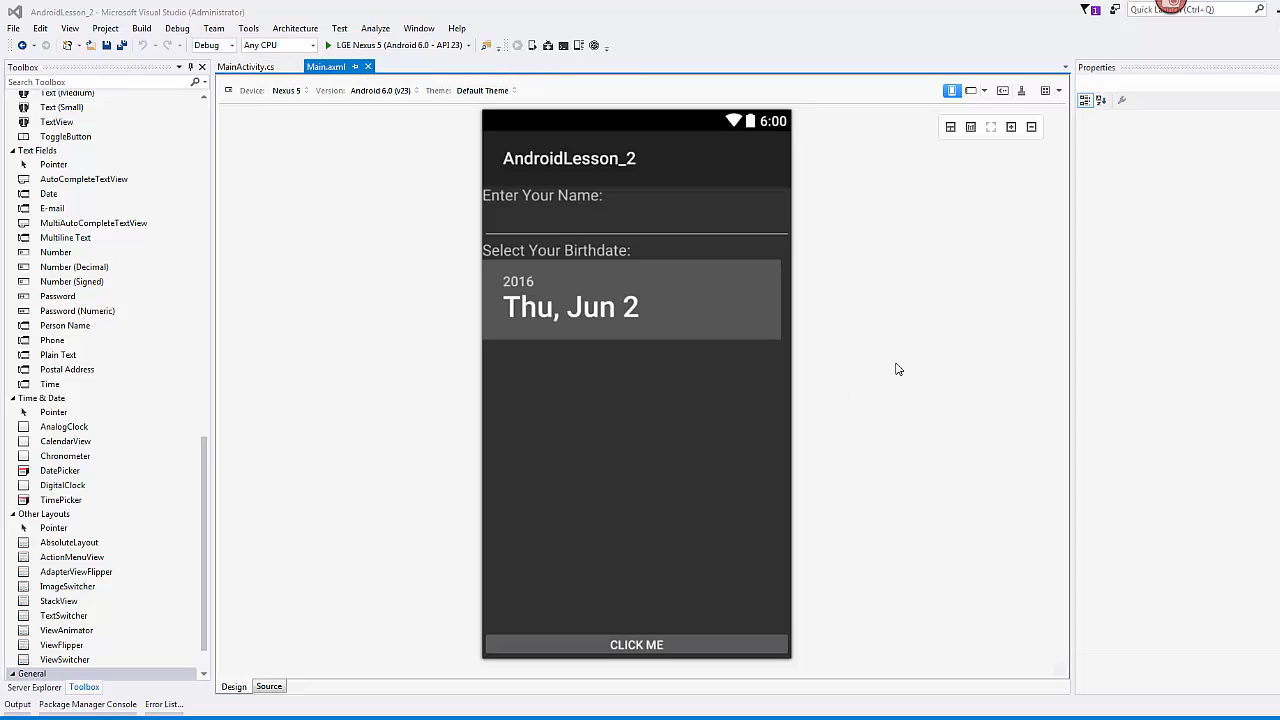 AndroidLesson_2 - Microsoft Visual Studio (Administrator)
1
Quick Ctrl+Q)
File Edit View Project Build Debug Team Tools Architecture Test Analyze Window Help
Debug Any CPU LGE Nexus 5 (Android 6.0 - API 23)
Toolbox
MainActivity.cs Main.axml
Properties
Search Toolbox
Device: Nexus 5 Version: Android 6.0 (v23) Theme: Default Theme
Text (Medium)
Text (Small)
TextView
ToggleButton
Text Fields
Pointer
AutoCompleteTextView
Date
E-mail
MultiAutoCompleteTextView
Multiline Text
Number
Number (Decimal)
Number (Signed)
Password
Password (Numeric)
Person Name
Phone
Plain Text
Postal Address
Time
Time & Date
Pointer
AnalogClock
CalendarView
Chronometer
DatePicker
DigitalClock
TimePicker
Other Layouts
Pointer
AbsoluteLayout
ActionMenuView
AdapterViewFlipper
ImageSwitcher
StackView
TextSwitcher
ViewAnimator
ViewFlipper
ViewSwitcher
General
6:00
AndroidLesson_2
Enter Your Name:
Select Your Birthdate:
2016
Thu, Jun 2
CLICK ME
Server Explorer Toolbox
Design Source
Output Package Manager Console Error List...